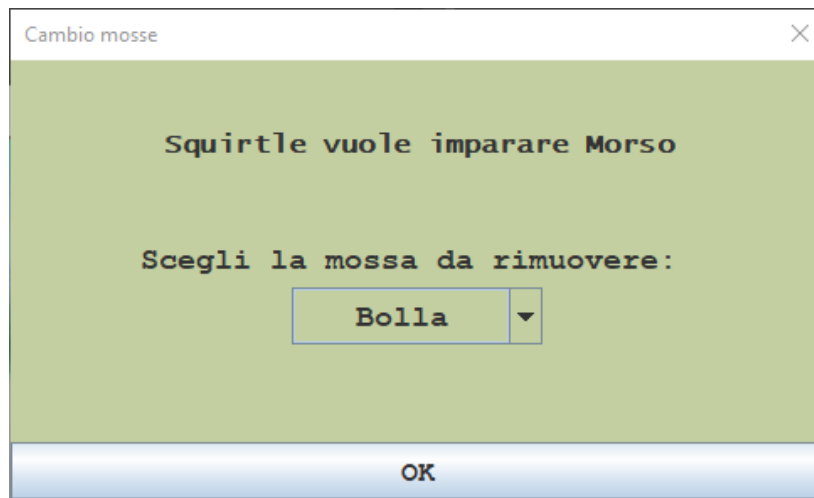 Cambio mosse
Squirtle vuole imparare Morso
Scegli la mossa da rimuovere:
Bolla
OK